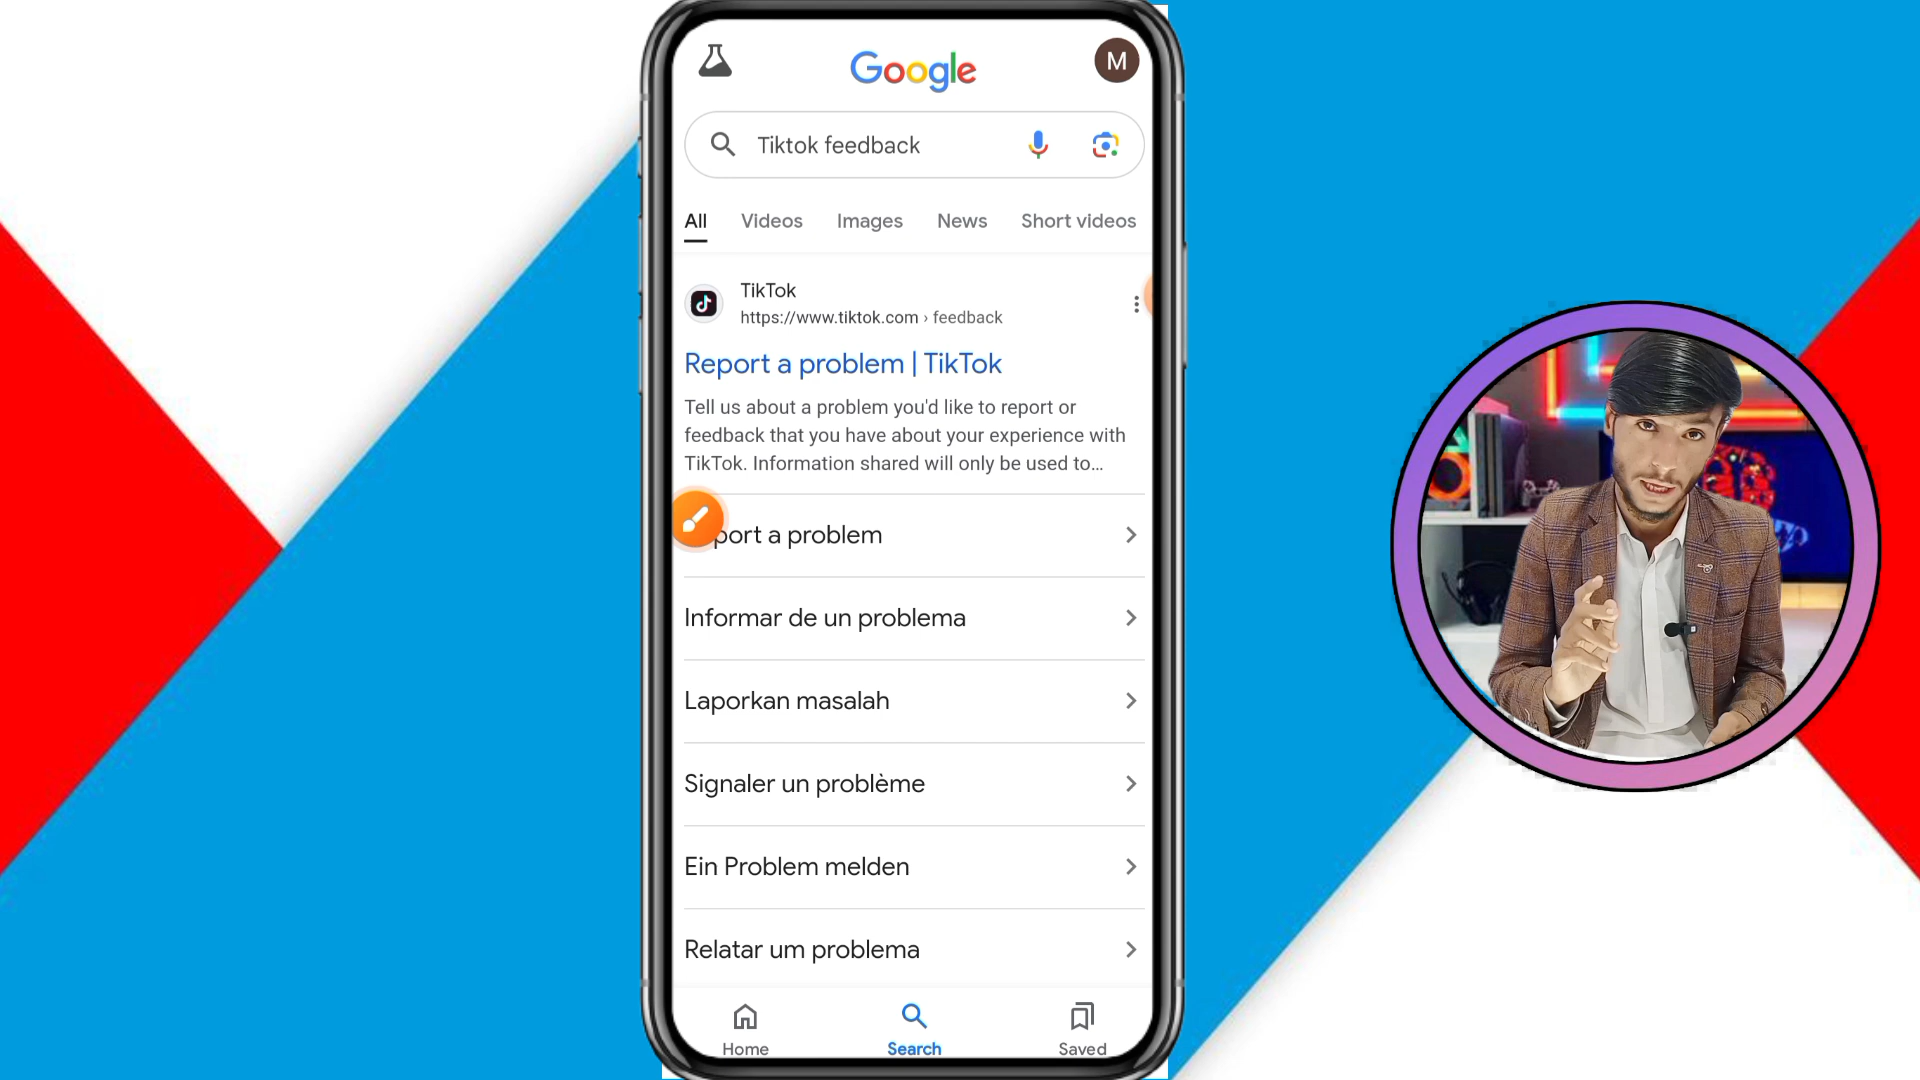 Google
M
Tiktok feedback
All Videos Images News Short videos
TikTok
https://www.tiktok.com › feedback
Report a problem | TikTok
Tell us about a problem you'd like to report or
feedback that you have about your experience with
TikTok. Information shared will only be used to...
port a problem
Informar de un problema
Laporkan masalah
Signaler un problème
Ein Problem melden
Relatar um problema
Home Search Saved